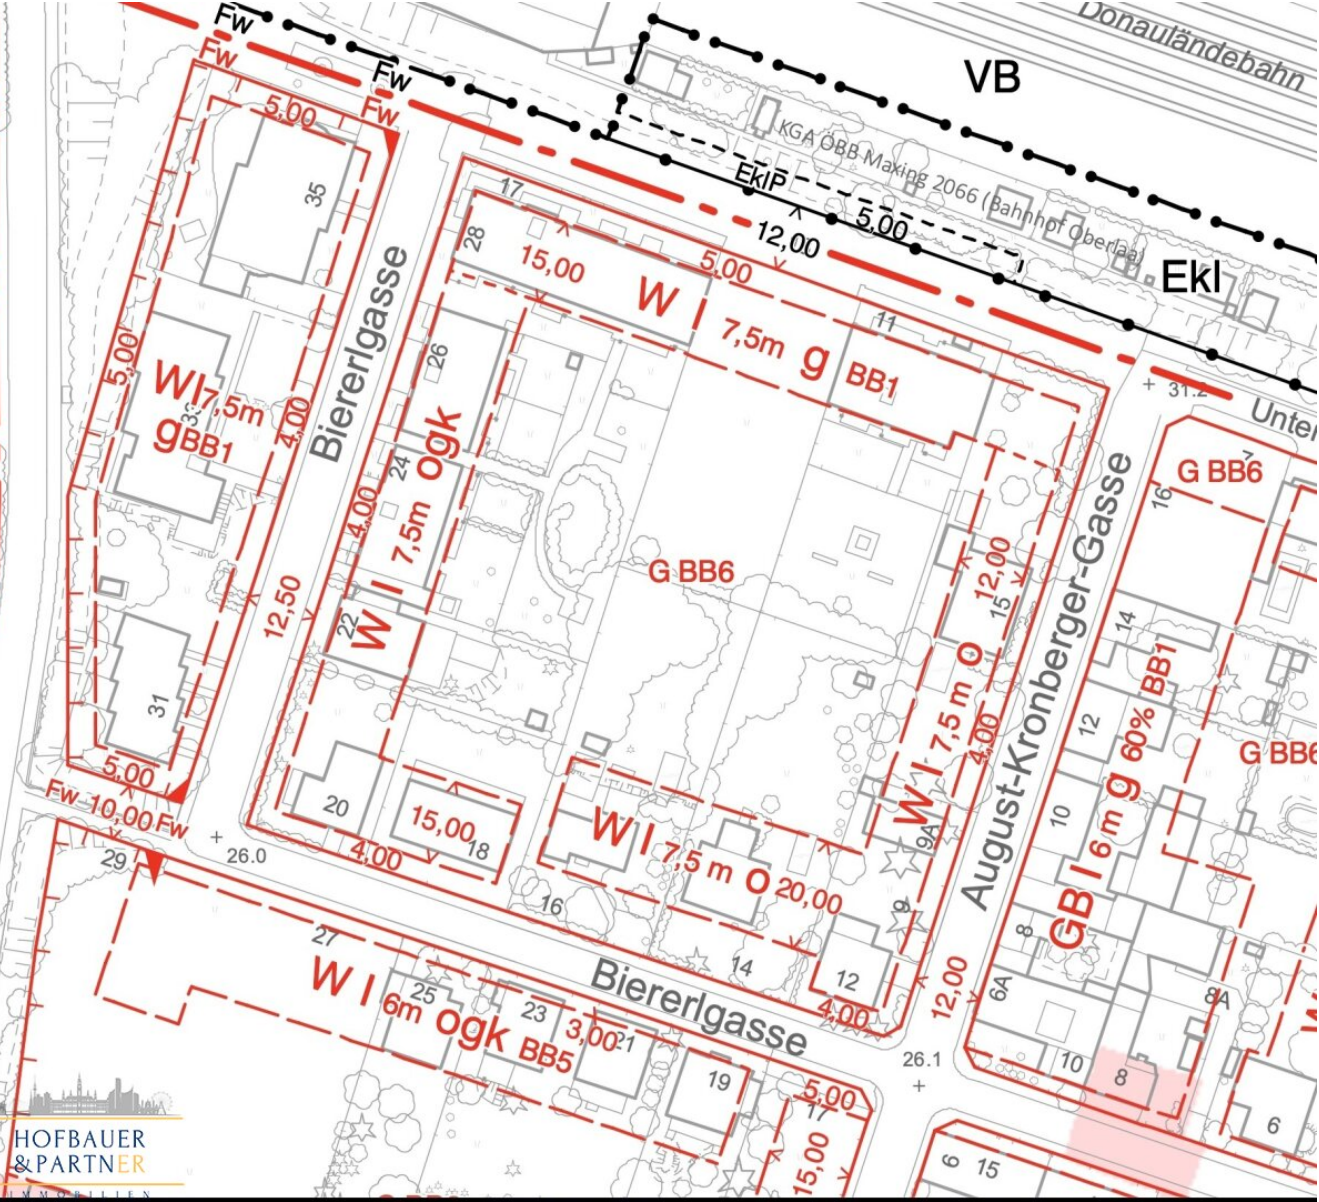 Fw
Fw
Fw
Fw
VB
Donauländebahn
KGA ÖBB Maxing 2066 (Bahnhof Oberlaa)
EklP
5,00
12,00
Ekl
5,00
35
17
28
15,00
W I
5,00
7,5m
g
BB1
11
Biererlgasse
5,00
W I 7,5m
g BB1
33
4,00
26
24
22
4,00
W I 7,5m ogk
12,50
31
5,00
Fw 10,00 Fw
G BB6
31.2
Unter
7
G BB6
16
August-Kronberger-Gasse
12,00
15
W I 7,5 m o
4,00
9A
9
14
12
10
8
6A
GB I 6 m g 60% BB1
G BB6
20
15,00
18
4,00
W I 7,5 m o 20,00
16
14
12
4,00
12,00
26.0
29
27
W I 6m ogk BB5
25
23
3,00
21
19
Biererlgasse
26.1
5,00
17
15,00
8A
10
8
6
6
15
HOFBAUER
&PARTNER
IMMOBILIEN